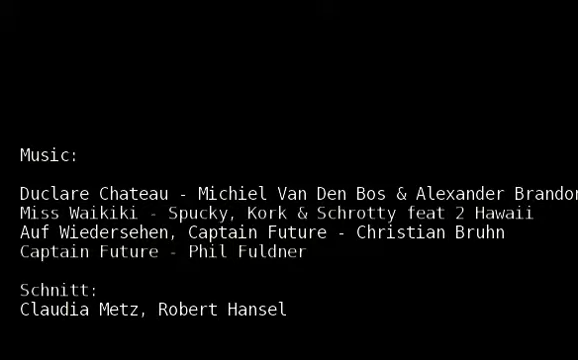 Music:
Duclare Chateau - Michiel Van Den Bos & Alexander Brandon
Miss Waikiki - Spucky, Kork & Schrotty feat 2 Hawaii
Auf Wiedersehen, Captain Future - Christian Bruhn
Captain Future - Phil Fuldner
Schnitt:
Claudia Metz, Robert Hansel